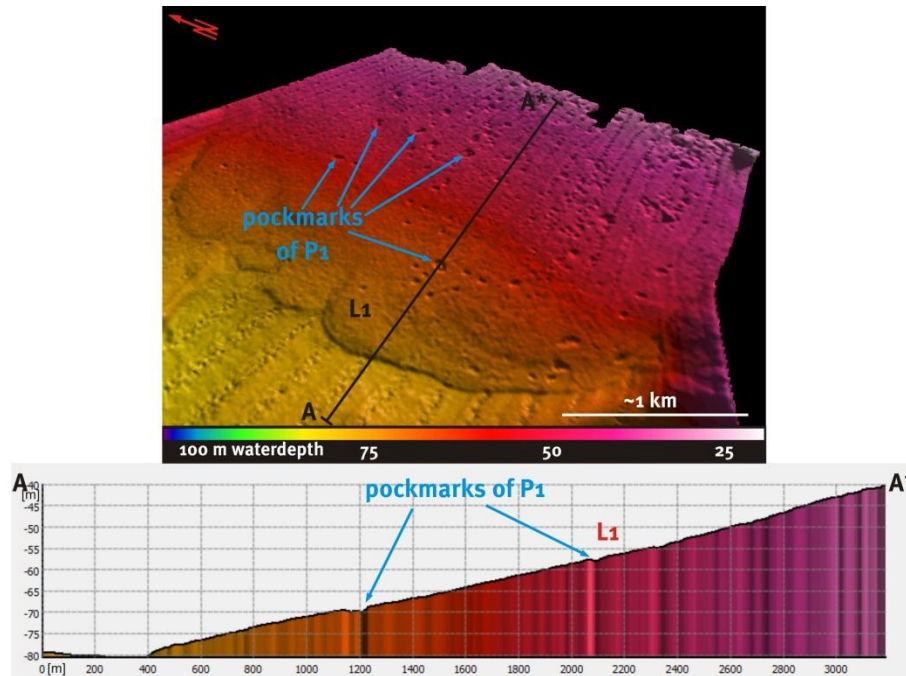 N
A*
pockmarks
of P1
L1
A
~1 km
100 m waterdepth 75 50 25
A A*
pockmarks of P1
L1
-40
[m]
-45
-50
-55
-60
-65
-70
-75
-80
0 [m] 200 400 600 800 1000 1200 1400 1600 1800 2000 2200 2400 2600 2800 3000